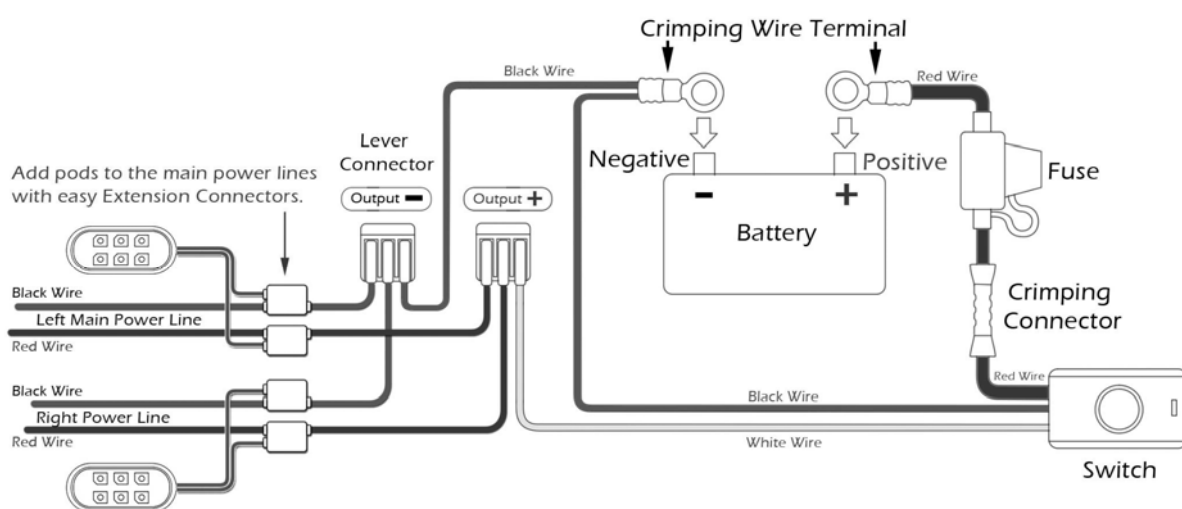 Crimping Wire Terminal
Black Wire
Red Wire
Lever
Connector
Negative
Positive
Fuse
Add pods to the main power lines
with easy Extension Connectors.
Output -
Output +
- +
Battery
Black Wire
Left Main Power Line
Red Wire
Crimping
Connector
Black Wire
Right Power Line
Red Wire
Red Wire
Black Wire
White Wire
Switch